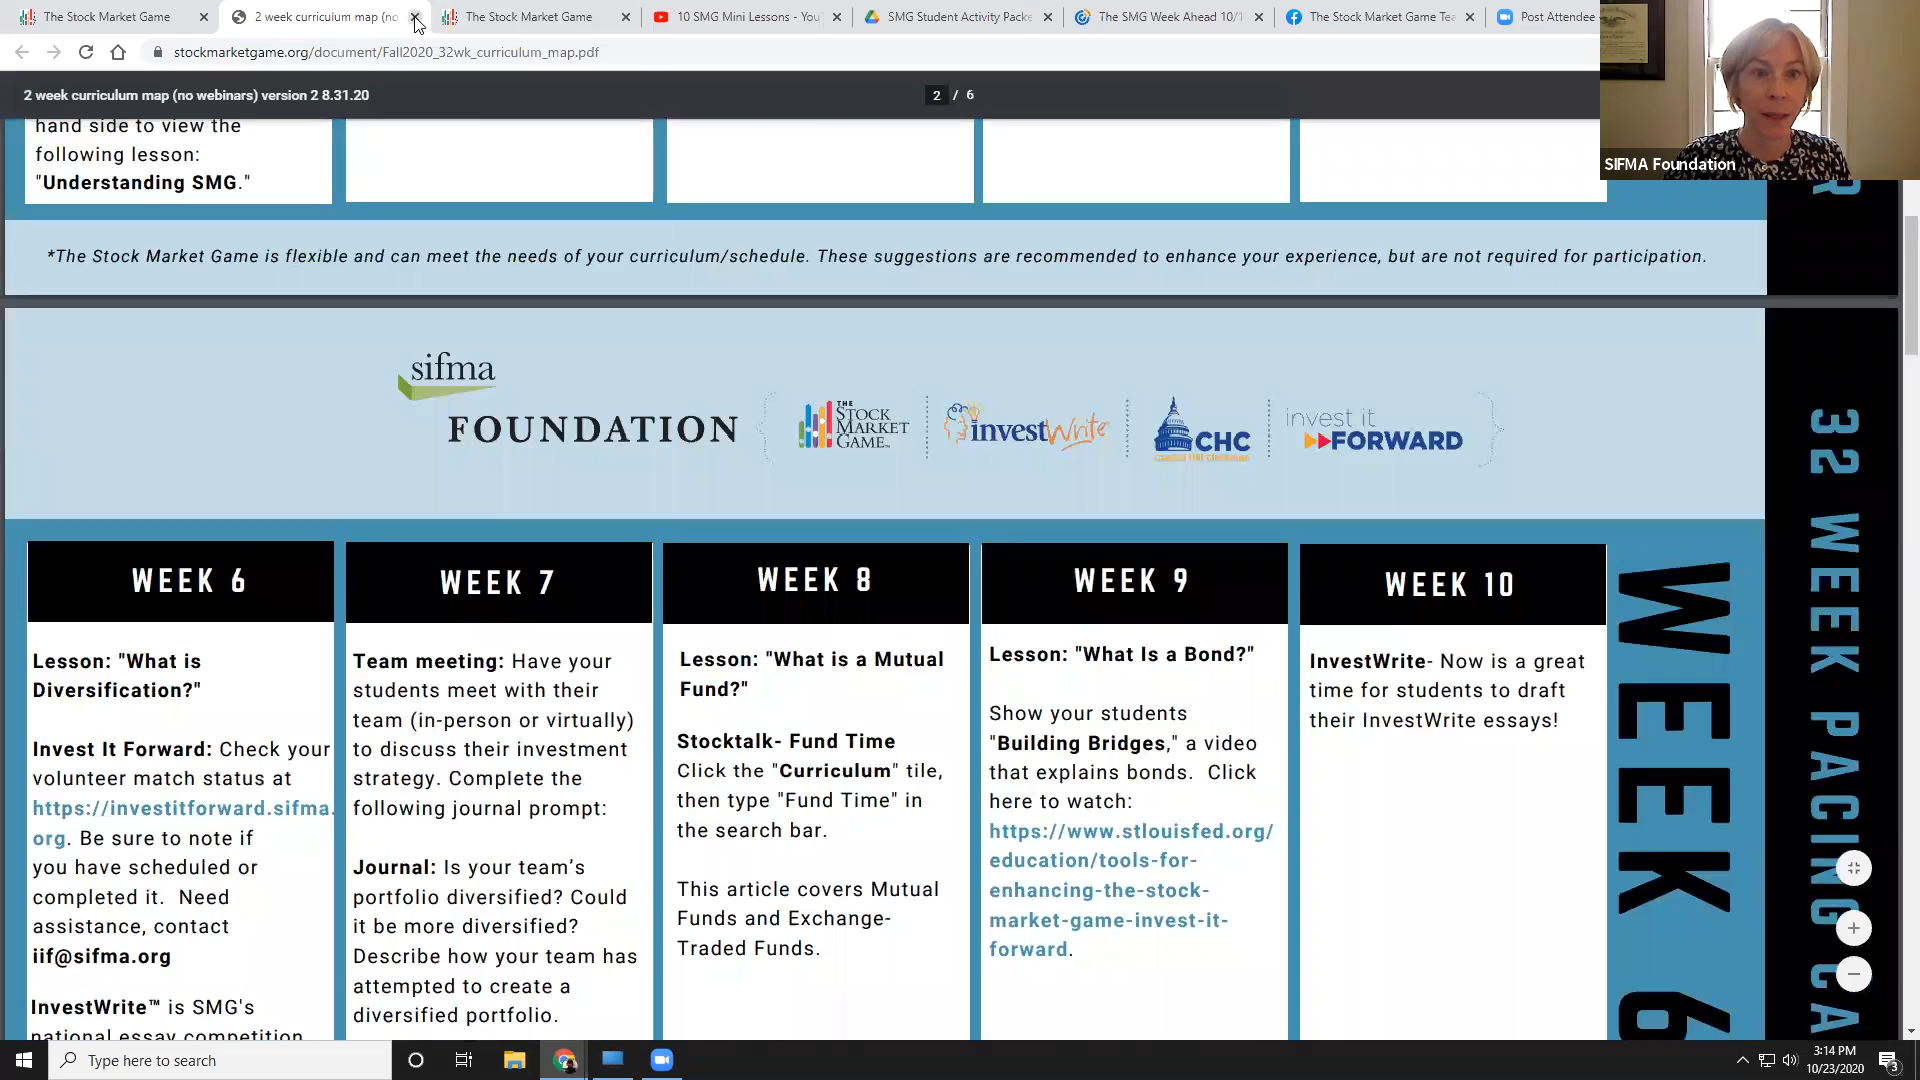 The Stock Market Game
2 week curriculum map (no
The Stock Market Game
10 SMG Mini Lessons - You
SMG Student Activity Packe
The SMG Week Ahead 10/1
The Stock Market Game Tea
Post Attendee
stockmarketgame.org/document/Fall2020_32wk_curriculum_map.pdf
2 week curriculum map (no webinars) version 2 8.31.20
2 / 6
SIFMA Foundation
hand side to view the
following lesson:
"Understanding SMG."
*The Stock Market Game is flexible and can meet the needs of your curriculum/schedule. These suggestions are recommended to enhance your experience, but are not required for participation.
sifma
FOUNDATION
THE
STOCK
MARKET
GAME™
investWrite
CHC
Capitol Hill Challenge
invest it
FORWARD
WEEK 6
Lesson: "What is
Diversification?"
Invest It Forward: Check your
volunteer match status at
https://investitforward.sifma.
org. Be sure to note if
you have scheduled or
completed it. Need
assistance, contact
iif@sifma.org
InvestWrite™ is SMG's
national essay competition
WEEK 7
Team meeting: Have your
students meet with their
team (in-person or virtually)
to discuss their investment
strategy. Complete the
following journal prompt:
Journal: Is your team's
portfolio diversified? Could
it be more diversified?
Describe how your team has
attempted to create a
diversified portfolio.
WEEK 8
Lesson: "What is a Mutual
Fund?"
Stocktalk- Fund Time
Click the "Curriculum" tile,
then type "Fund Time" in
the search bar.
This article covers Mutual
Funds and Exchange-
Traded Funds.
WEEK 9
Lesson: "What Is a Bond?"
Show your students
"Building Bridges," a video
that explains bonds. Click
here to watch:
https://www.stlouisfed.org/
education/tools-for-
enhancing-the-stock-
market-game-invest-it-
forward.
WEEK 10
InvestWrite- Now is a great
time for students to draft
their InvestWrite essays!
WEEK 6
32 WEEK PACING CA
Type here to search
3:14 PM
10/23/2020
3